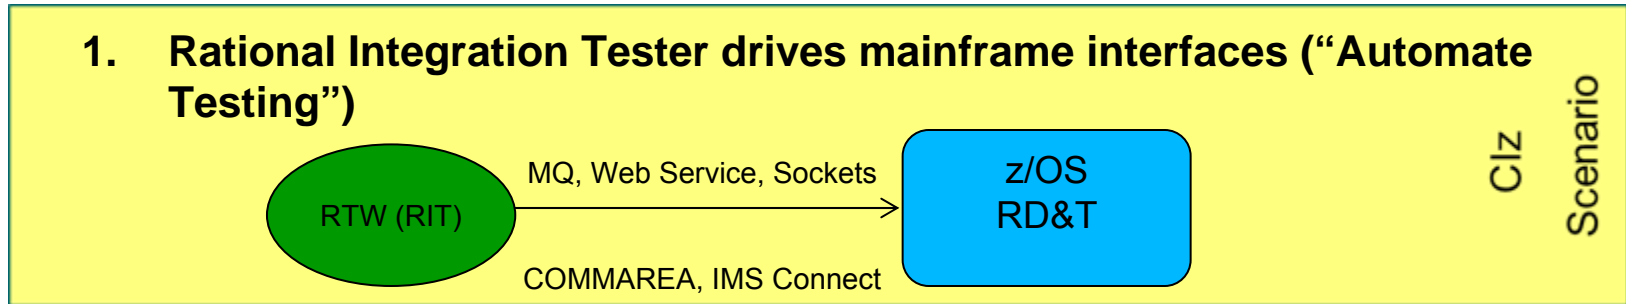 1. Rational Integration Tester drives mainframe interfaces (“Automate
Testing”)
RTW (RIT)
MQ, Web Service, Sockets
COMMAREA, IMS Connect
z/OS
RD&T
CIz
Scenario